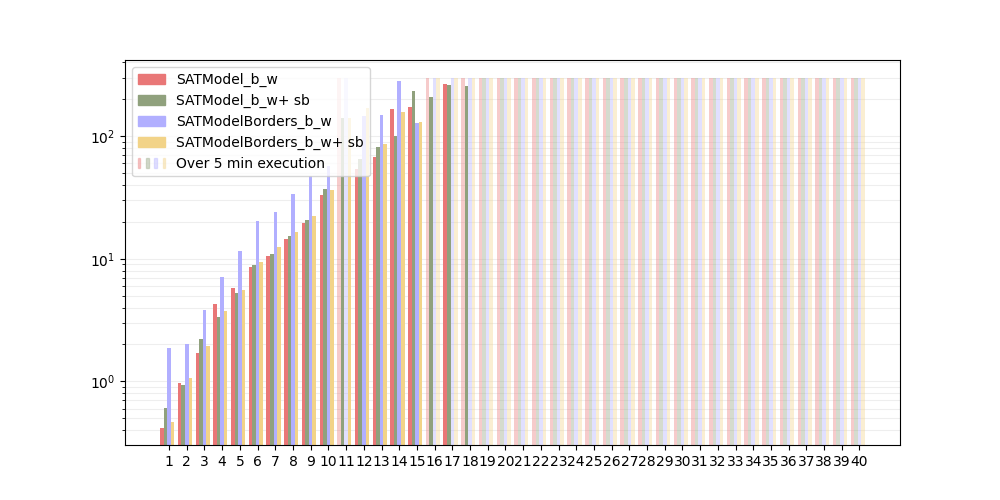 SATModel_b_w
SATModel_b_w+ sb
SATModelBorders_b_w
SATModelBorders_b_w+ sb
Over 5 min execution
10²
10¹
10⁰
1 2 3 4 5 6 7 8 9 10 11 12 13 14 15 16 17 18 19 20 21 22 23 24 25 26 27 28 29 30 31 32 33 34 35 36 37 38 39 40